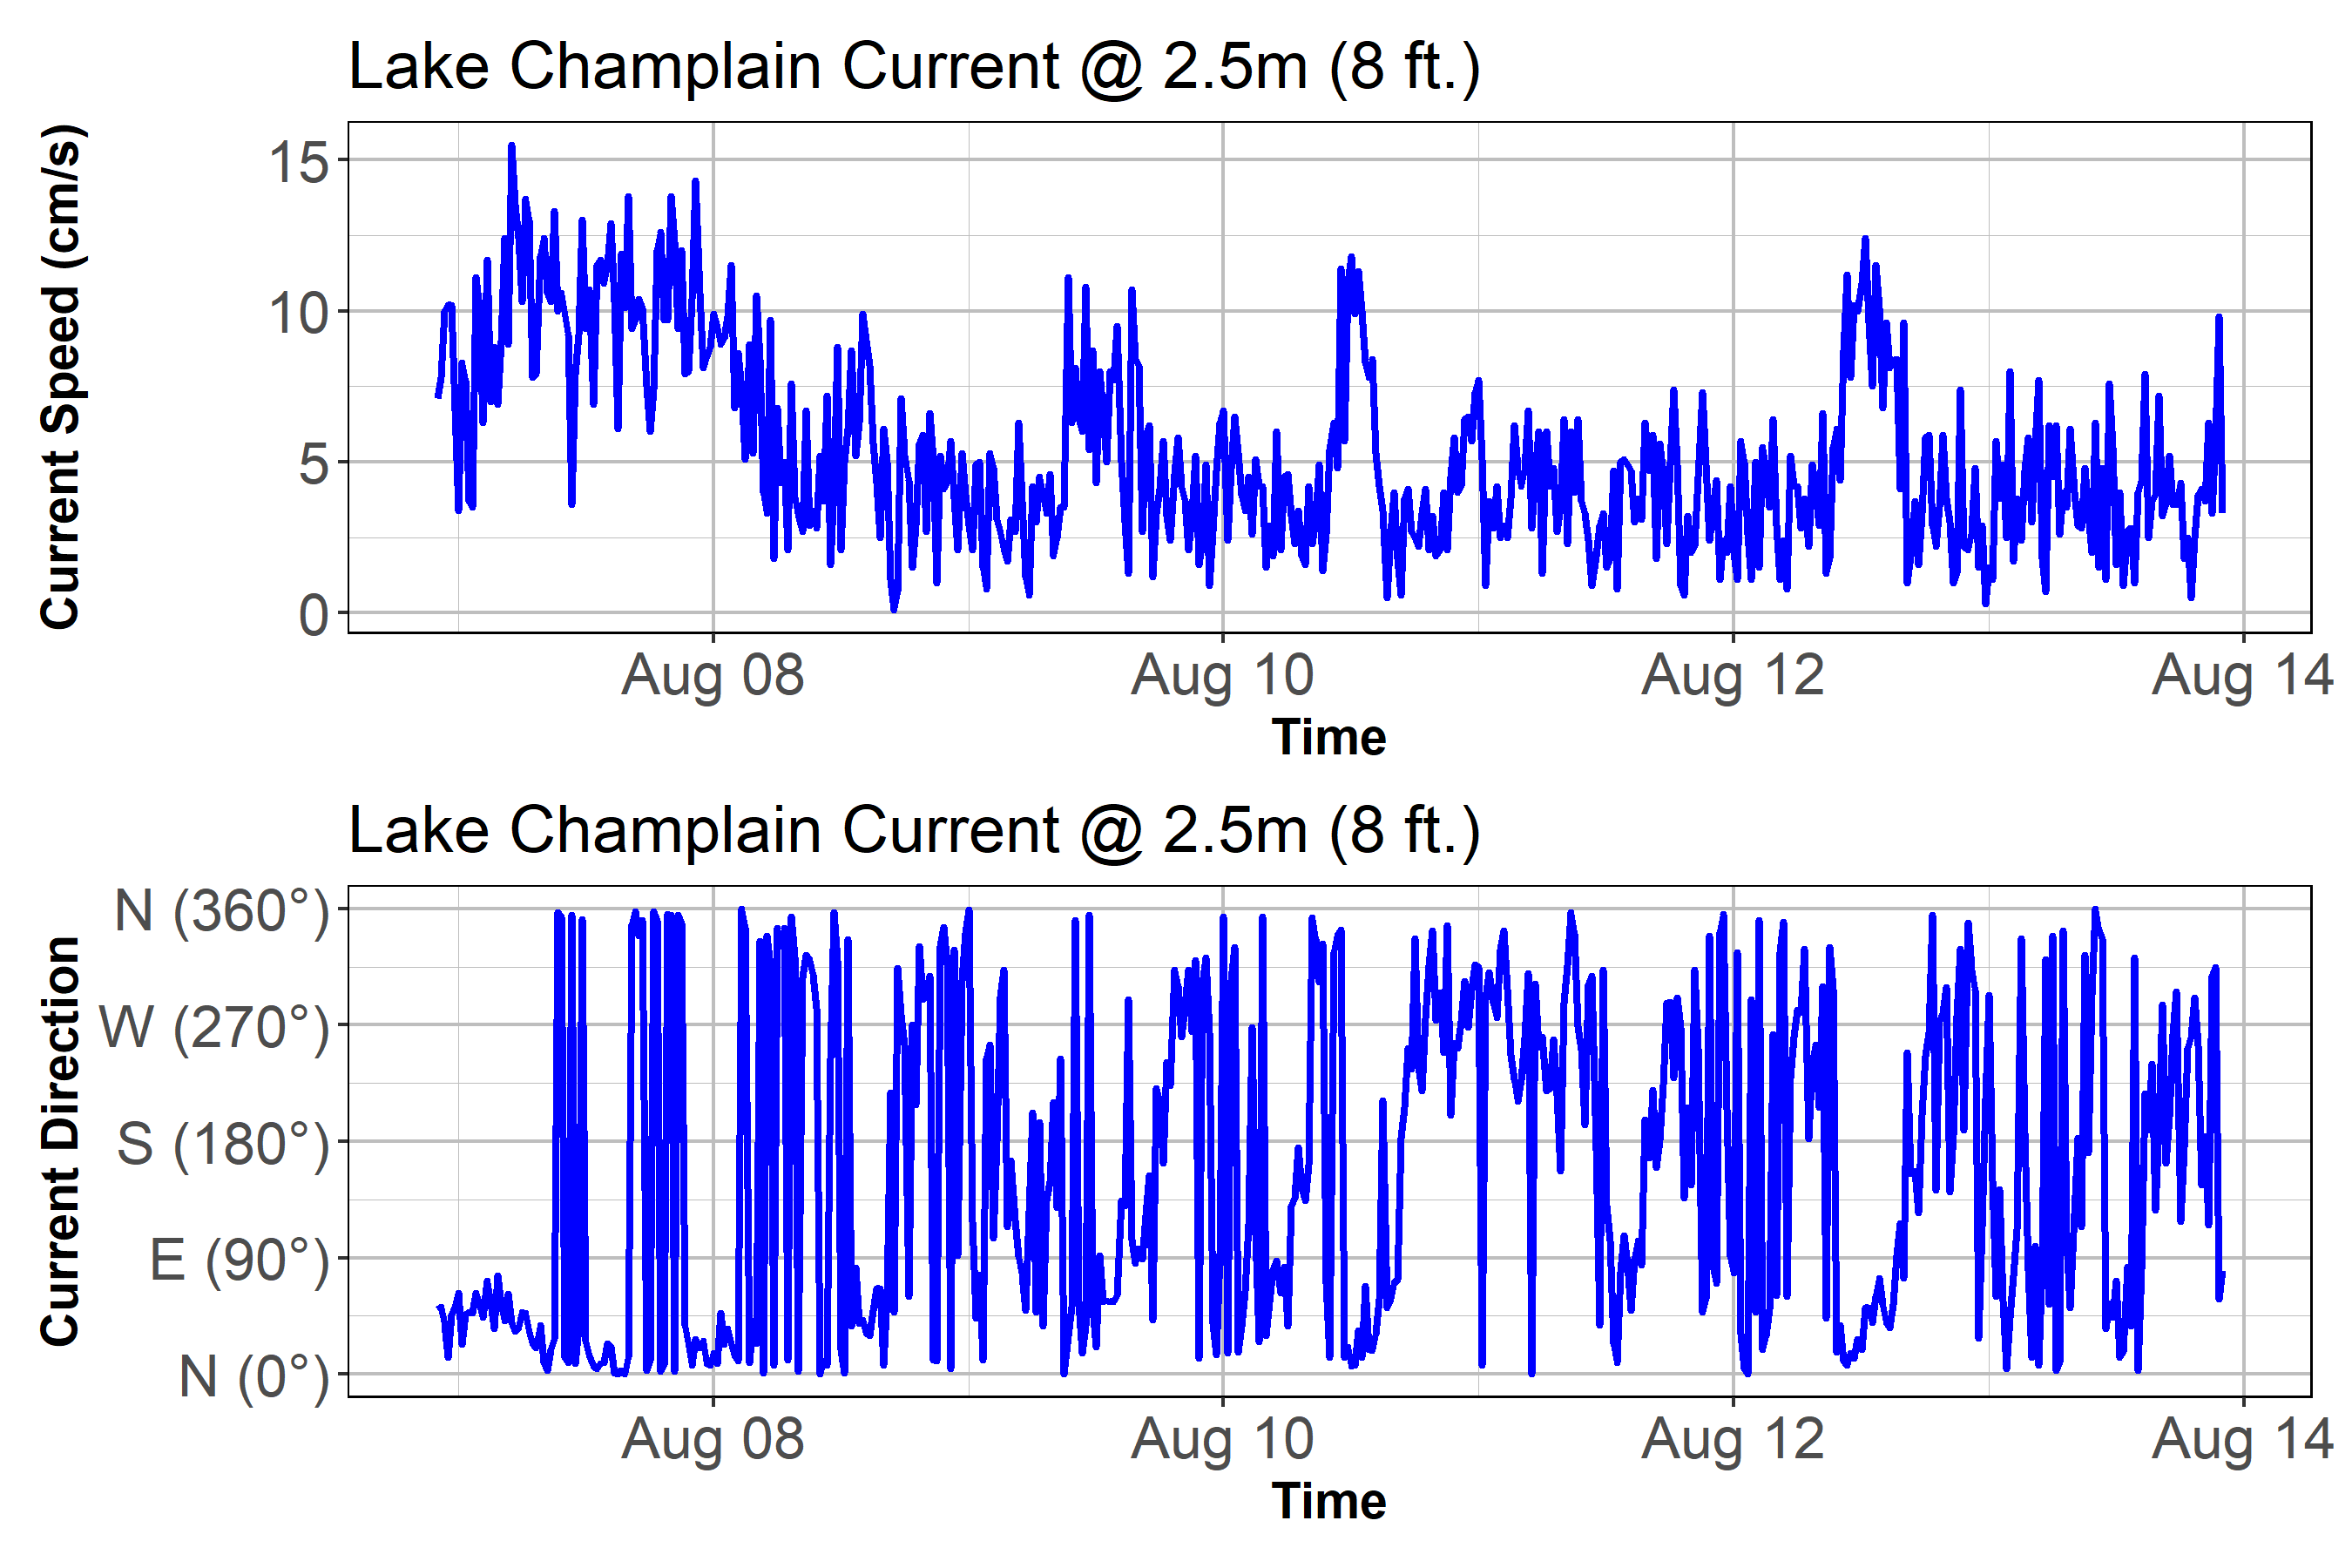 Lake Champlain Current @ 2.5m (8 ft.)
Current Speed (cm/s)
15
10
5
0
Aug 08 Aug 10 Aug 12 Aug 14
Time
Lake Champlain Current @ 2.5m (8 ft.)
Current Direction
N (360°)
W (270°)
S (180°)
E (90°)
N (0°)
Aug 08 Aug 10 Aug 12 Aug 14
Time